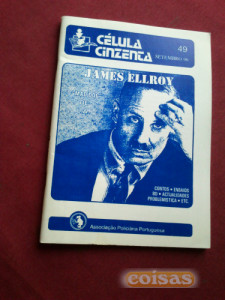 CÉLULA
CINZENTA
49
JAMES ELLROY
CONTOS • ENSAIOS
BD • ACTUALIDADES
PROBLEMÍSTICA • ETC.
Associação Policiária Portuguesa
coisas